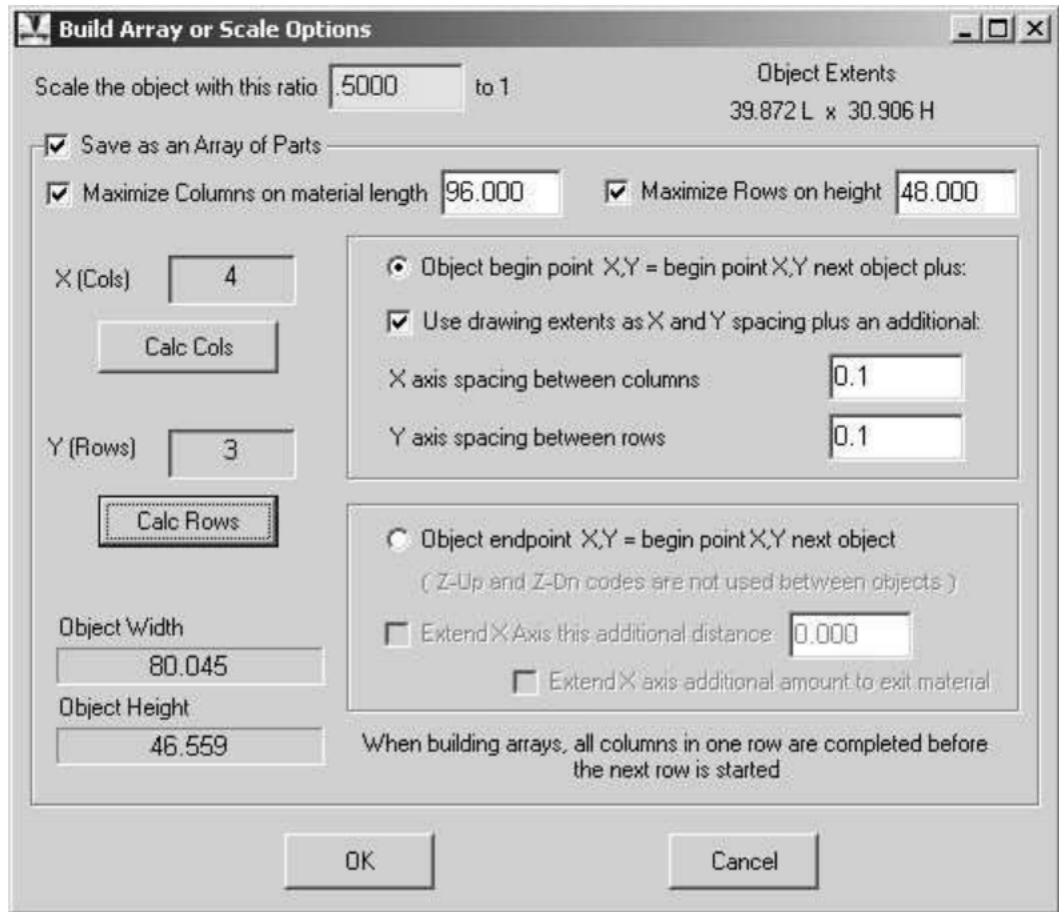 Build Array or Scale Options
Scale the object with this ratio .5000 to 1
Object Extents
39.872 L x 30.906 H
Save as an Array of Parts
Maximize Columns on material length 96.000 Maximize Rows on height 48.000
X (Cols) 4
Calc Cols
Y (Rows) 3
Calc Rows
Object Width
80.045
Object Height
46.559
Object begin point X,Y = begin point X,Y next object plus:
Use drawing extents as X and Y spacing plus an additional:
X axis spacing between columns 0.1
Y axis spacing between rows 0.1
Object endpoint X,Y = begin point X,Y next object
( Z-Up and Z-Dn codes are not used between objects )
Extend X Axis this additional distance 0.000
Extend X axis additional amount to exit material
When building arrays, all columns in one row are completed before
the next row is started
OK Cancel